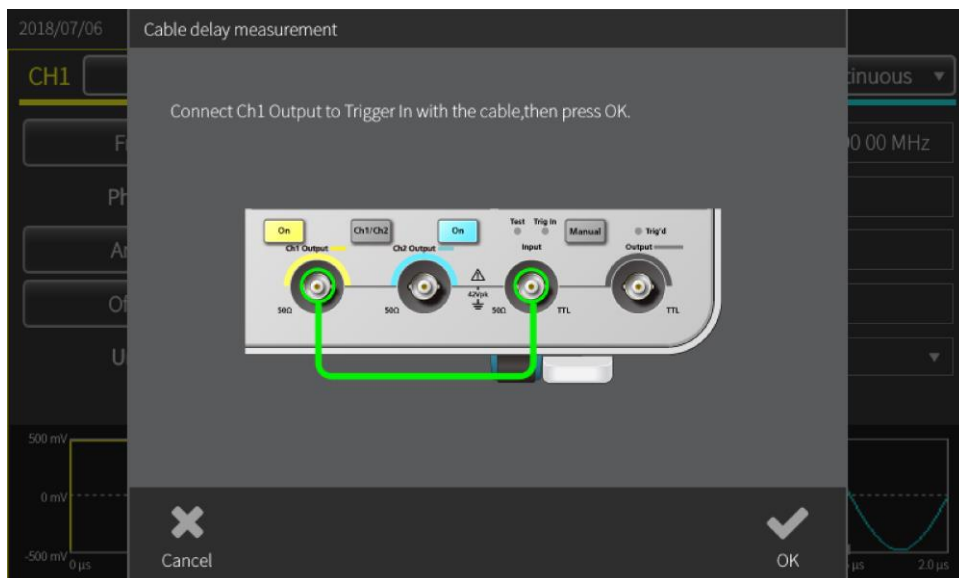 2018/07/06
Cable delay measurement
CH1
Connect Ch1 Output to Trigger In with the cable,then press OK.
00 MHz
On
Ch1/Ch2
On
Test Trig In
Manual
Trig'd
Ch1 Output
Ch2 Output
Input
Output
42Vpk
50Ω
50Ω
50Ω
TTL
TTL
500 mV
0 mV
-500 mV
0 µs
µs
2.0 µs
Cancel
OK